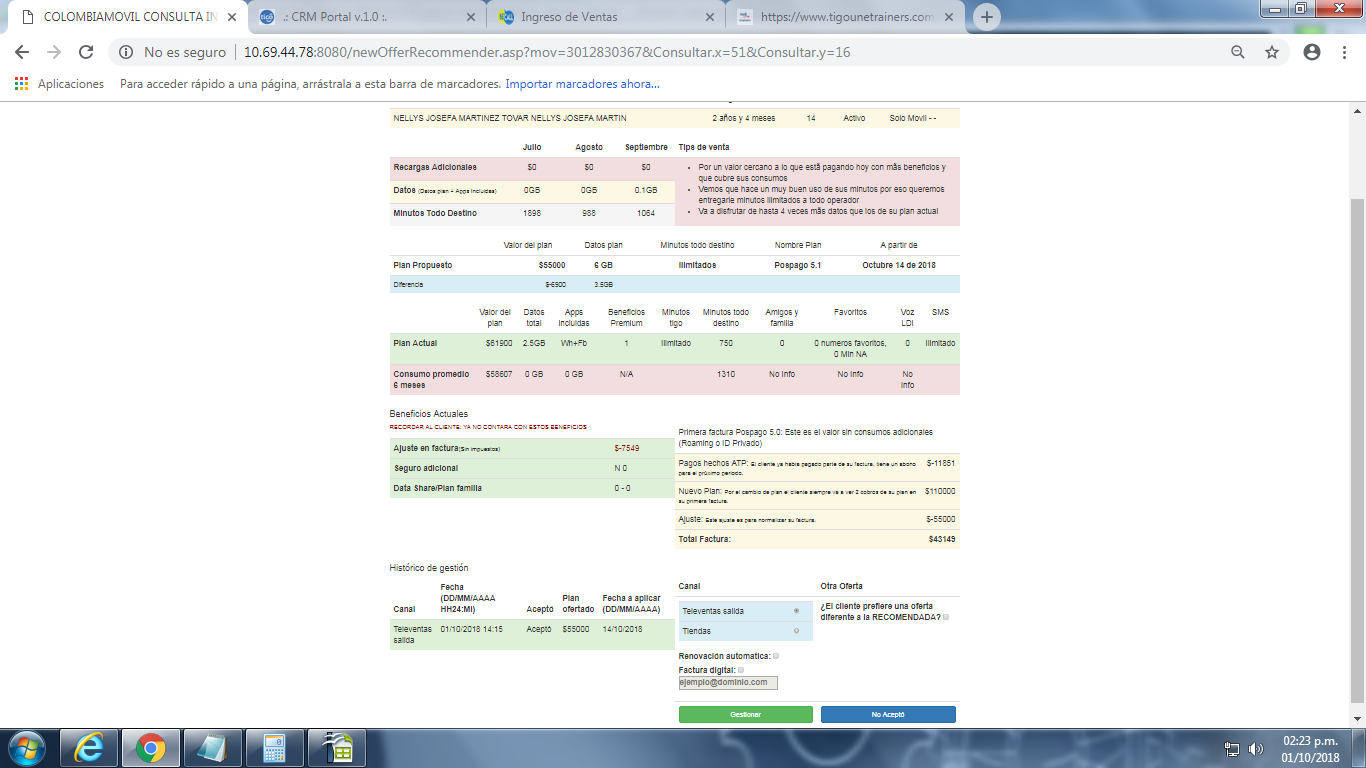 COLOMBIAMOVIL CONSULTA IN
.: CRM Portal v.1.0 :.
Ingreso de Ventas
https://www.tigounetrainers.com
No es seguro
10.69.44.78:8080/newOfferRecommender.asp?mov=3012830367&Consultar.x=51&Consultar.y=16
Aplicaciones
Para acceder rápido a una página, arrástrala a esta barra de marcadores. Importar marcadores ahora...
NELLYS JOSEFA MARTINEZ TOVAR NELLYS JOSEFA MARTIN 2 años y 4 meses 14 Activo Solo Movil - -
Julio Agosto Septiembre
Recargas Adicionales $0 $0 $0
Datos (Datos plan + Apps incluidas) 0GB 0GB 0.1GB
Minutos Todo Destino 1898 988 1064
Tips de venta
Por un valor cercano a lo que està pagando hoy con màs beneficios y
que cubre sus consumos
Vemos que hace un muy buen uso de sus minutos por eso queremos
entregarle minutos ilimitados a todo operador
Va a disfrutar de hasta 4 veces màs datos que los de su plan actual
Valor del plan Datos plan Minutos todo destino Nombre Plan A partir de
Plan Propuesto $55000 6 GB Ilimitados Pospago 5.1 Octubre 14 de 2018
Diferencia $-6900 3.5GB
Valor del plan Datos total Apps incluidas Beneficios Premium Minutos tigo Minutos todo destino Amigos y familia Favoritos Voz LDI SMS
Plan Actual $61900 2.5GB Wh+Fb 1 Ilimitado 750 0 0 numeros favoritos, 0 Min NA 0 Ilimitado
Consumo promedio 6 meses $58607 0 GB 0 GB N/A 1310 No Info No Info No Info
Beneficios Actuales
RECORDAR AL CLIENTE: YA NO CONTARA CON ESTOS BENEFICIOS
Ajuste en factura(Sin impuestos) $-7549
Seguro adicional N 0
Data Share/Plan familia 0 - 0
Primera factura Pospago 5.0: Este es el valor sin consumos adicionales
(Roaming o ID Privado)
Pagos hechos ATP: El cliente ya había pagado parte de su factura, tiene un abono $-11851
para el próximo periodo.
Nuevo Plan: Por el cambio de plan el cliente siempre va a ver 2 cobros de su plan en $110000
su primera factura.
Ajuste: Este ajuste es para normalizar su factura. $-55000
Total Factura: $43149
Histórico de gestión
Canal Fecha (DD/MM/AAAA HH24:MI) Aceptó Plan ofertado Fecha a aplicar (DD/MM/AAAA)
Televentas salida 01/10/2018 14:15 Aceptó $55000 14/10/2018
Canal
Televentas salida
Tiendas
Otra Oferta
¿El cliente prefiere una oferta
diferente a la RECOMENDADA?
Renovación automatica:
Factura digital:
ejemplo@dominio.com
Gestionar
No Aceptó
02:23 p.m.
01/10/2018